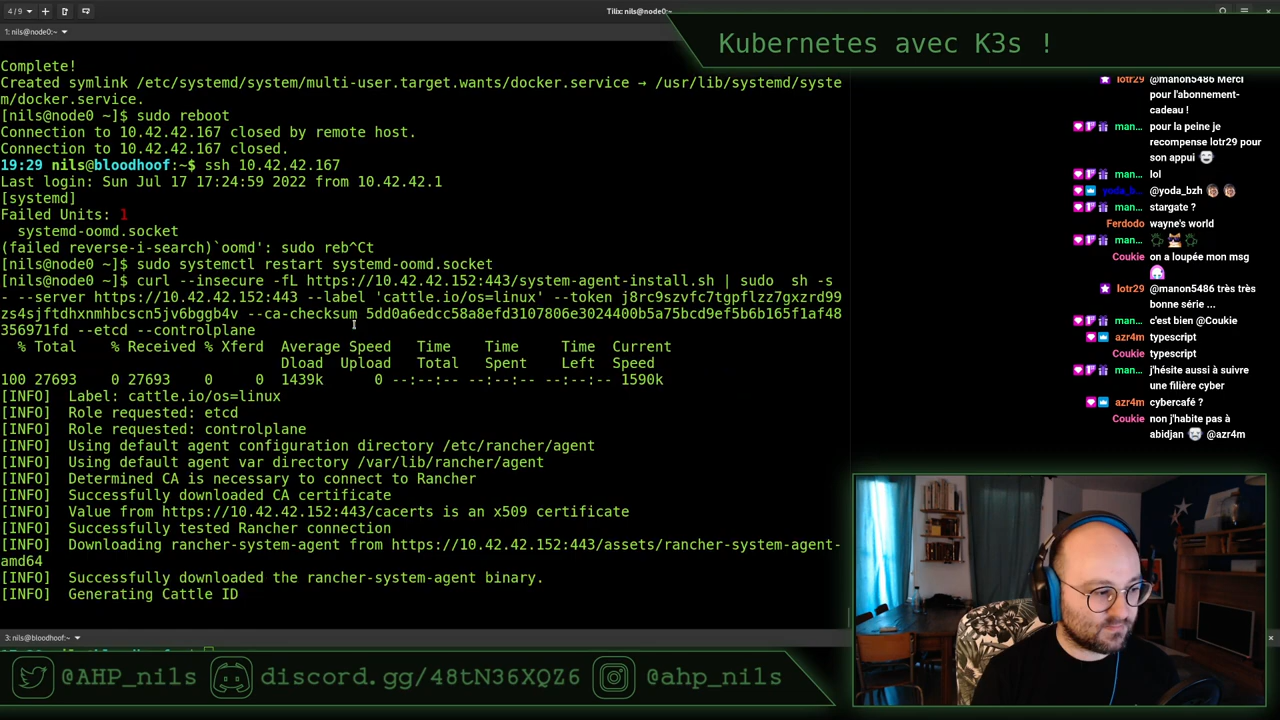 4 / 9
Tilix: nils@node0:~
1: nils@node0:~
Kubernetes avec K3s !
Complete!
Created symlink /etc/systemd/system/multi-user.target.wants/docker.service → /usr/lib/systemd/syste
m/docker.service.
[nils@node0 ~]$ sudo reboot
Connection to 10.42.42.167 closed by remote host.
Connection to 10.42.42.167 closed.
19:29 nils@bloodhoof:~$ ssh 10.42.42.167
Last login: Sun Jul 17 17:24:59 2022 from 10.42.42.1
[systemd]
Failed Units: 1
systemd-oomd.socket
(failed reverse-i-search)`oomd': sudo reb^Ct
[nils@node0 ~]$ sudo systemctl restart systemd-oomd.socket
[nils@node0 ~]$ curl --insecure -fL https://10.42.42.152:443/system-agent-install.sh | sudo  sh -s
- --server https://10.42.42.152:443 --label 'cattle.io/os=linux' --token j8rc9szvfc7tgpflzz7gxzrd99
zs4sjftdhxnmhbcscn5jv6bggb4v --ca-checksum 5dd0a6edcc58a8efd3107806e3024400b5a75bcd9ef5b6b165f1af48
356971fd --etcd --controlplane
% Total    % Received % Xferd  Average Speed   Time    Time     Time  Current
Dload  Upload   Total   Spent    Left  Speed
100 27693    0 27693    0     0  1439k      0 --:--:-- --:--:-- --:--:-- 1590k
[INFO]  Label: cattle.io/os=linux
[INFO]  Role requested: etcd
[INFO]  Role requested: controlplane
[INFO]  Using default agent configuration directory /etc/rancher/agent
[INFO]  Using default agent var directory /var/lib/rancher/agent
[INFO]  Determined CA is necessary to connect to Rancher
[INFO]  Successfully downloaded CA certificate
[INFO]  Value from https://10.42.42.152:443/cacerts is an x509 certificate
[INFO]  Successfully tested Rancher connection
[INFO]  Downloading rancher-system-agent from https://10.42.42.152:443/assets/rancher-system-agent-
amd64
[INFO]  Successfully downloaded the rancher-system-agent binary.
[INFO]  Generating Cattle ID
3: nils@bloodhoof:~
lotr29 @manon5486 Merci
pour l'abonnement-
cadeau !
man... pour la peine je
recompense lotr29 pour
son appui
man... lol
yoda_b... @yoda_bzh
man... stargate ?
Ferdodo wayne's world
man...
Coukie on a loupée mon msg
lotr29 @manon5486 très très
bonne série ...
man... c'est bien @Coukie
azr4m typescript
Coukie typescript
man... j'hésite aussi à suivre
une filière cyber
azr4m cybercafé ?
Coukie non j'habite pas à
abidjan @azr4m
@AHP_nils discord.gg/48tN36XQZ6 @ahp_nils